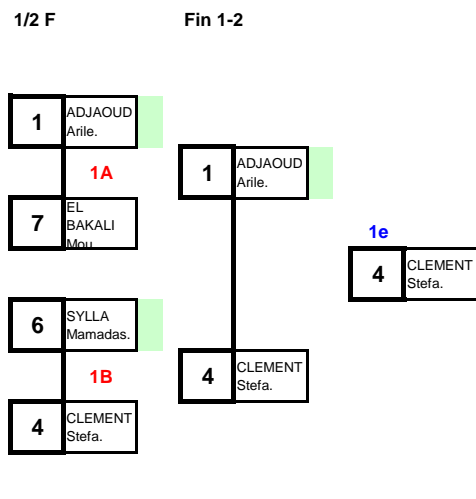 1/2 F
Fin 1-2
1
ADJAOUD
Arile.
1A
7
EL
BAKALI
Mou
6
SYLLA
Mamadas.
1B
4
CLEMENT
Stefa.
1
ADJAOUD
Arile.
4
CLEMENT
Stefa.
1e
4
CLEMENT
Stefa.